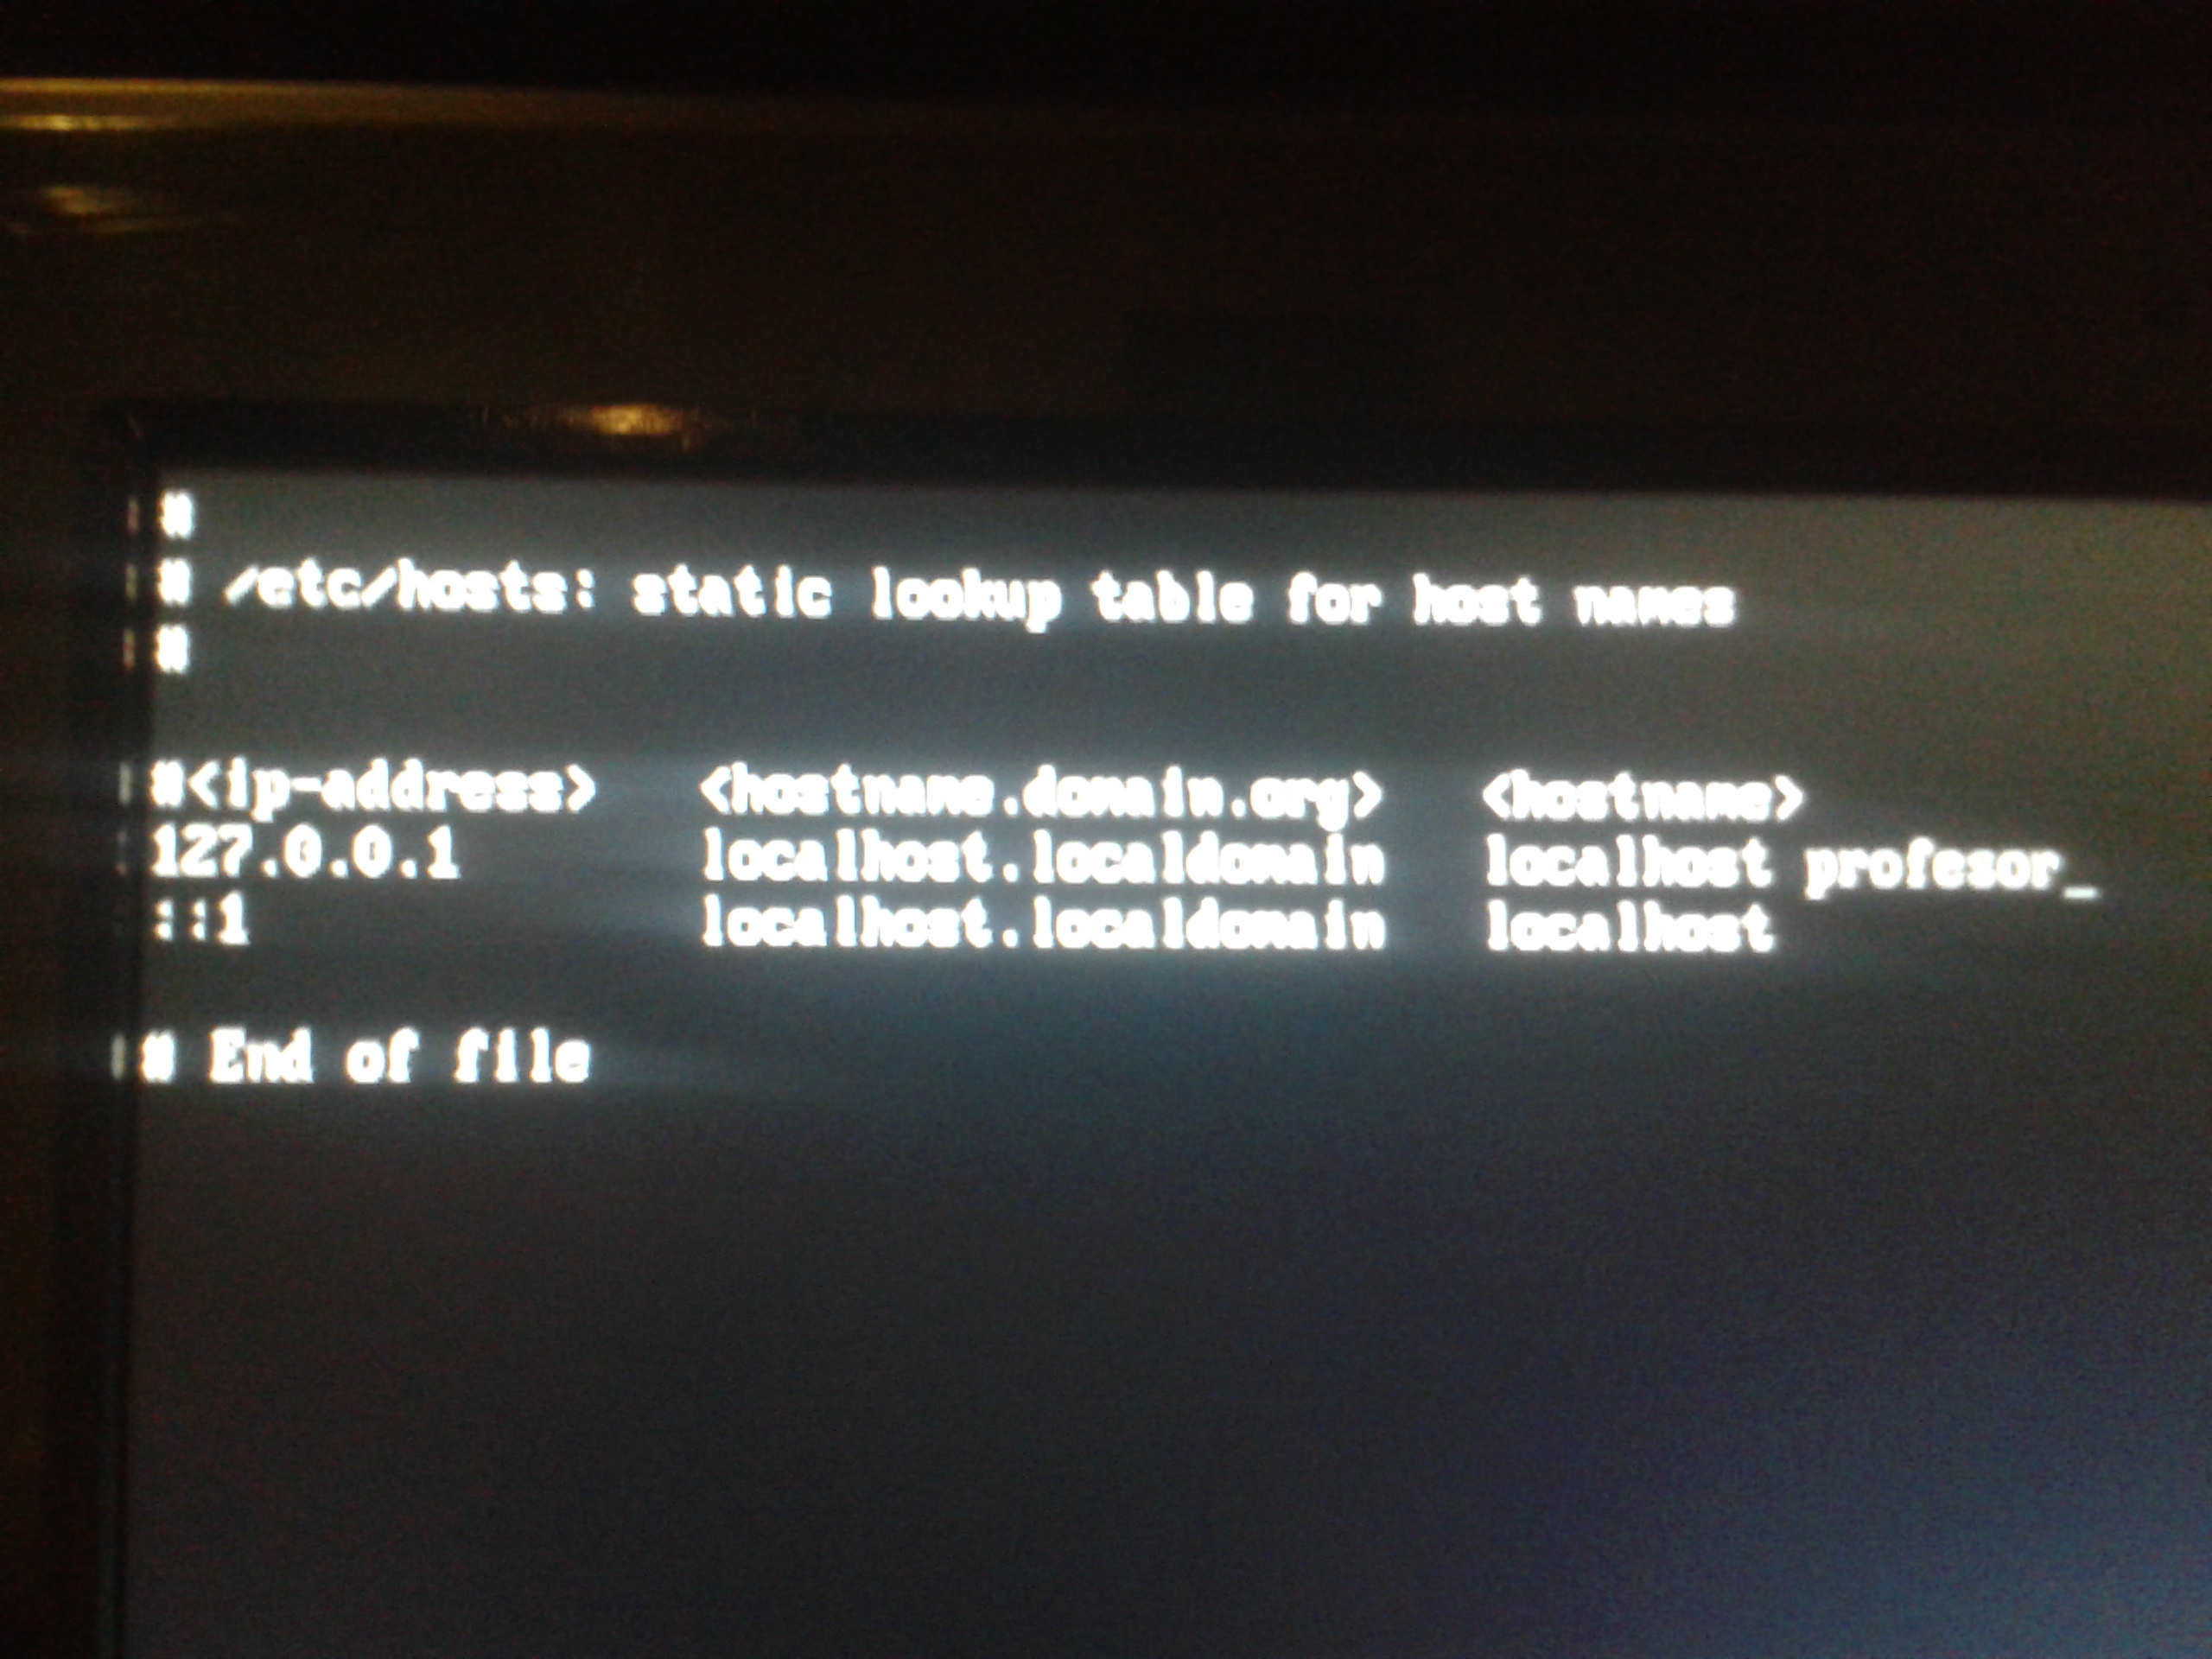 #
# /etc/hosts: static lookup table for host names
#
#<ip-address> <hostname.domain.org> <hostname>
127.0.0.1 localhost.localdomain localhost profesor_
::1 localhost.localdomain localhost
# End of file